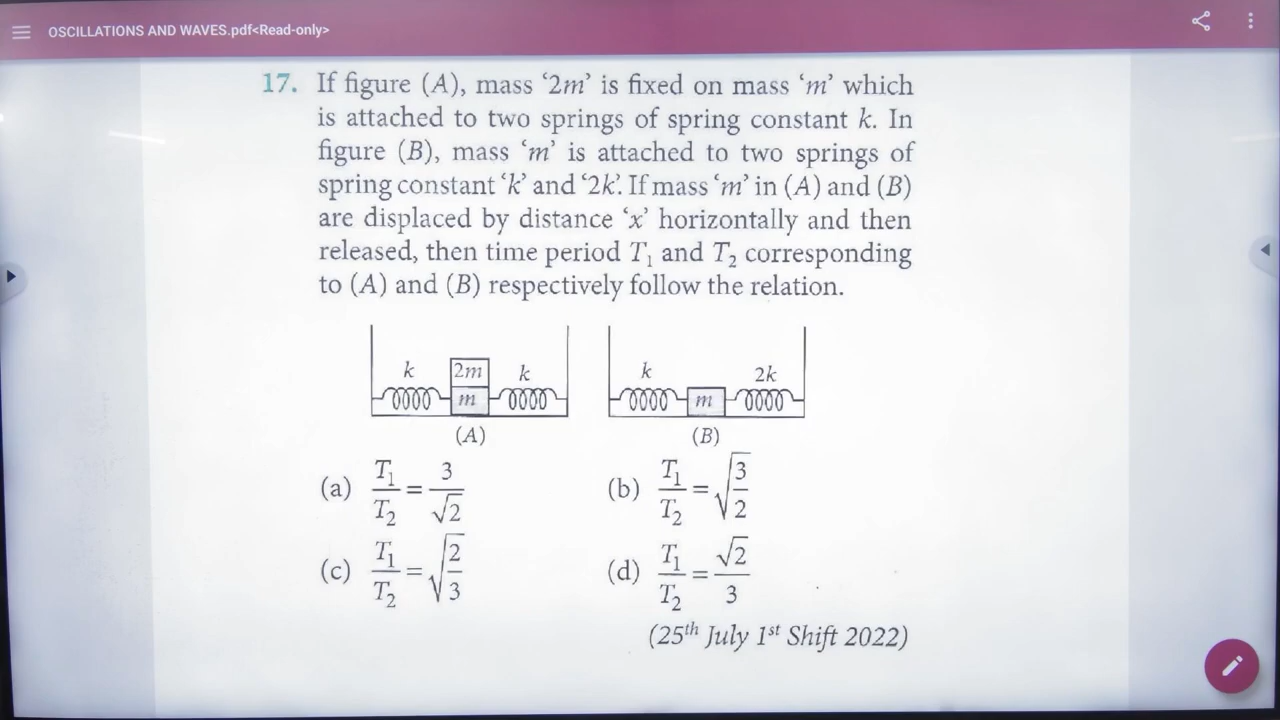 OSCILLATIONS AND WAVES.pdf<Read-only>
17. If figure (A), mass ‘2m’ is fixed on mass ‘m’ which
is attached to two springs of spring constant k. In
figure (B), mass ‘m’ is attached to two springs of
spring constant ‘k’ and ‘2k’. If mass ‘m’ in (A) and (B)
are displaced by distance ‘x’ horizontally and then
released, then time period T₁ and T₂ corresponding
to (A) and (B) respectively follow the relation.
k 2m k k 2k
m m
(A) (B)
(a) T₁/T₂ = 3/√2 (b) T₁/T₂ = √(3/2)
(c) T₁/T₂ = √(2/3) (d) T₁/T₂ = √2/3
(25th July 1st Shift 2022)